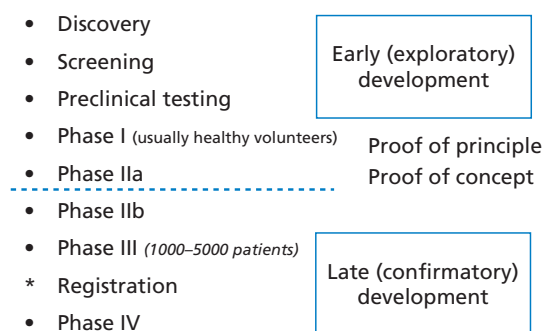 • Discovery
• Screening
• Preclinical testing
• Phase I (usually healthy volunteers)
• Phase IIa
• Phase IIb
• Phase III (1000–5000 patients)
* Registration
• Phase IV
Early (exploratory)
development
Proof of principle
Proof of concept
Late (confirmatory)
development